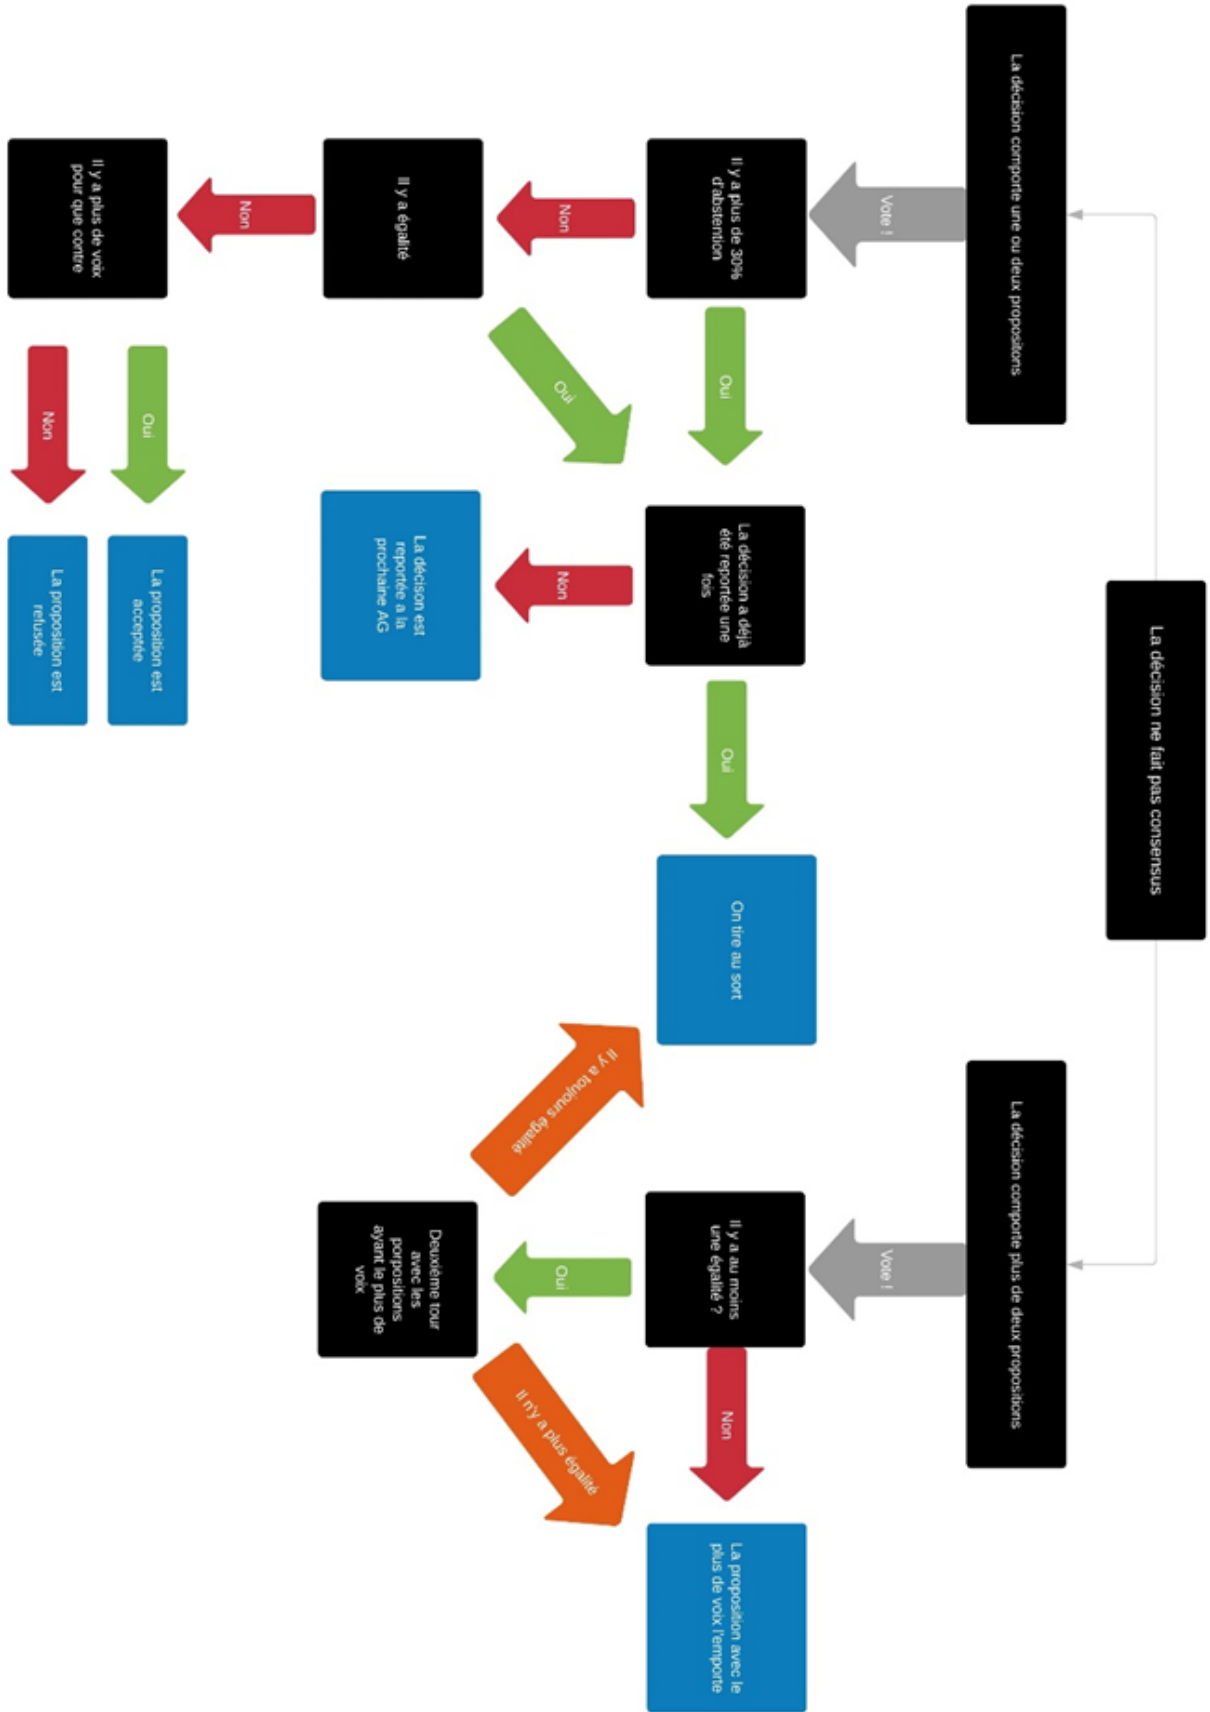 La décision ne fait pas consensus
La décision comporte une ou deux propositons
La décision comporte plus de deux propositions
Vote !
Vote !
Il y a plus de 30%
d'abstention
Oui
La décision a déjà
été reportée une
fois
Oui
On tire au sort
Il y a au moins
une égalité ?
Non
La proposition avec le
plus de voix l'emporte
Non
Oui
Non
Il y a toujours égalité
Oui
Il n'y a plus égalité
Il y a égalité
La décison est
reportée a la
prochaine AG
Deuxième tour
avec les
porpositions
ayant le plus de
voix
Non
Il y a plus de voix
pour que contre
Oui
La proposition est
acceptée
Non
La proposition est
refusée